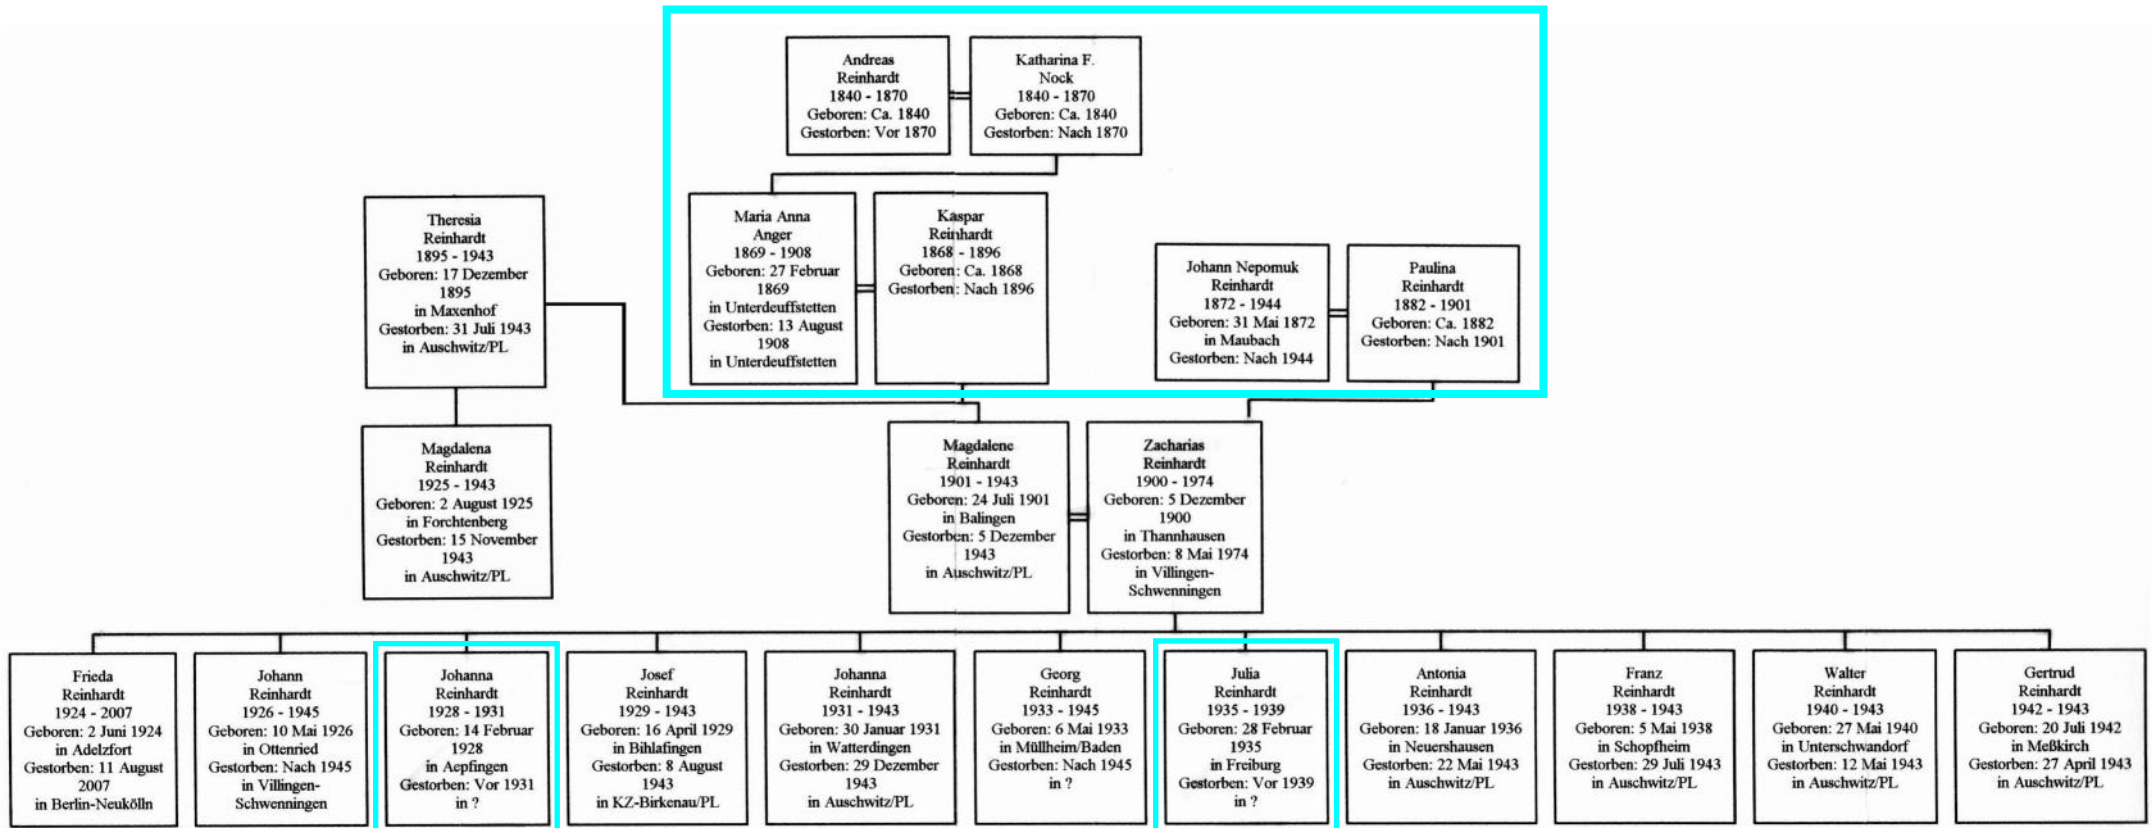 Andreas
Reinhardt
1840 - 1870
Geboren: Ca. 1840
Gestorben: Vor 1870
Katharina F.
Nock
1840 - 1870
Geboren: Ca. 1840
Gestorben: Nach 1870
Theresia
Reinhardt
1895 - 1943
Geboren: 17 Dezember
1895
in Maxenhof
Gestorben: 31 Juli 1943
in Auschwitz/PL
Maria Anna
Anger
1869 - 1908
Geboren: 27 Februar
1869
in Unterdeuffstetten
Gestorben: 13 August
1908
in Unterdeuffstetten
Kaspar
Reinhardt
1868 - 1896
Geboren: Ca. 1868
Gestorben: Nach 1896
Johann Nepomuk
Reinhardt
1872 - 1944
Geboren: 31 Mai 1872
in Maubach
Gestorben: Nach 1944
Paulina
Reinhardt
1882 - 1901
Geboren: Ca. 1882
Gestorben: Nach 1901
Magdalena
Reinhardt
1925 - 1943
Geboren: 2 August 1925
in Forchtenberg
Gestorben: 15 November
1943
in Auschwitz/PL
Magdalene
Reinhardt
1901 - 1943
Geboren: 24 Juli 1901
in Balingen
Gestorben: 5 Dezember
1943
in Auschwitz/PL
Zacharias
Reinhardt
1900 - 1974
Geboren: 5 Dezember
1900
in Thannhausen
Gestorben: 8 Mai 1974
in Villingen-
Schwenningen
Frieda
Reinhardt
1924 - 2007
Geboren: 2 Juni 1924
in Adelzfort
Gestorben: 11 August
2007
in Berlin-Neukölln
Johann
Reinhardt
1926 - 1945
Geboren: 10 Mai 1926
in Ottenried
Gestorben: Nach 1945
in Villingen-
Schwenningen
Johanna
Reinhardt
1928 - 1931
Geboren: 14 Februar
1928
in Aepfingen
Gestorben: Vor 1931
in ?
Josef
Reinhardt
1929 - 1943
Geboren: 16 April 1929
in Bihlafingen
Gestorben: 8 August
1943
in KZ-Birkenau/PL
Johanna
Reinhardt
1931 - 1943
Geboren: 30 Januar 1931
in Watterdingen
Gestorben: 29 Dezember
1943
in Auschwitz/PL
Georg
Reinhardt
1933 - 1945
Geboren: 6 Mai 1933
in Müllheim/Baden
Gestorben: Nach 1945
in ?
Julia
Reinhardt
1935 - 1939
Geboren: 28 Februar
1935
in Freiburg
Gestorben: Vor 1939
in ?
Antonia
Reinhardt
1936 - 1943
Geboren: 18 Januar 1936
in Neuershausen
Gestorben: 22 Mai 1943
in Auschwitz/PL
Franz
Reinhardt
1938 - 1943
Geboren: 5 Mai 1938
in Schopfheim
Gestorben: 29 Juli 1943
in Auschwitz/PL
Walter
Reinhardt
1940 - 1943
Geboren: 27 Mai 1940
in Unterschwandorf
Gestorben: 12 Mai 1943
in Auschwitz/PL
Gertrud
Reinhardt
1942 - 1943
Geboren: 20 Juli 1942
in Meßkirch
Gestorben: 27 April 1943
in Auschwitz/PL